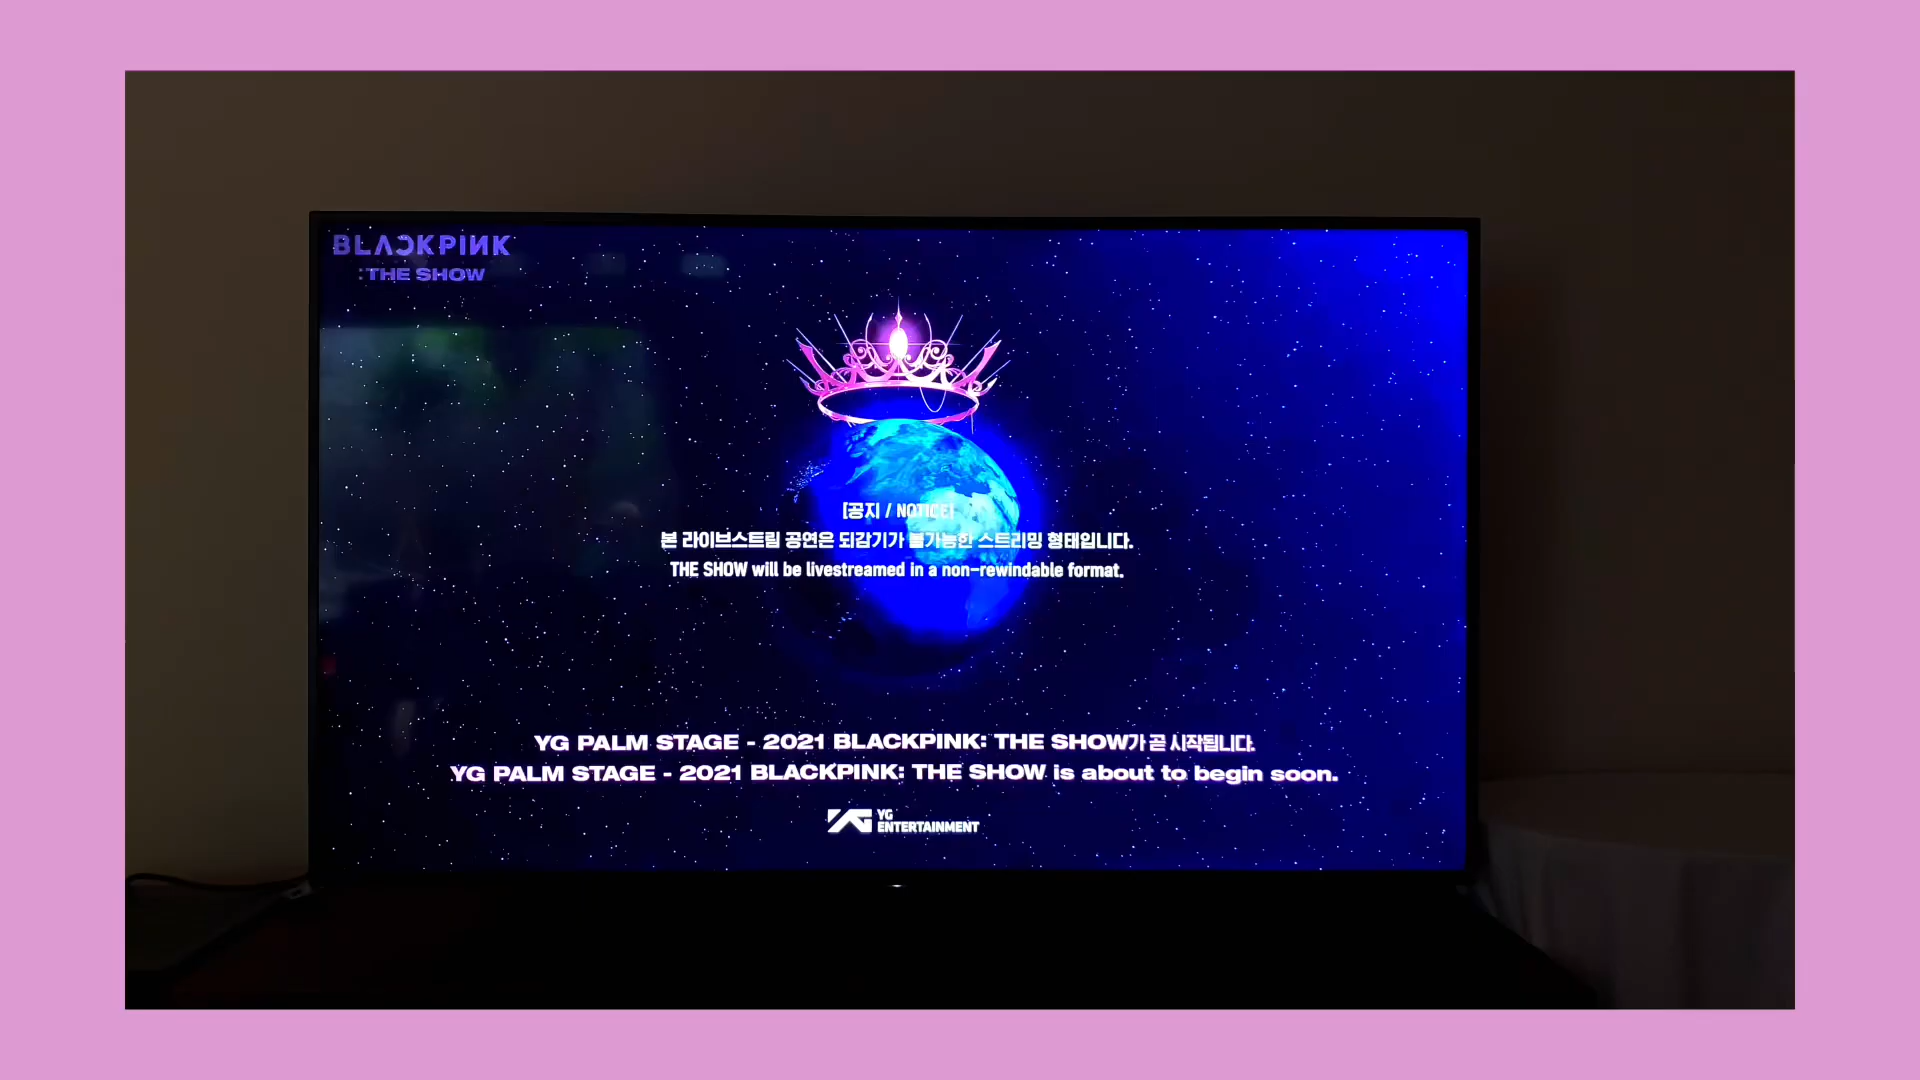 BLACKPINK
: THE SHOW
[공지 / NOTICE]
본 라이브스트림 공연은 되감기가 불가능한 스트리밍 형태입니다.
THE SHOW will be livestreamed in a non-rewindable format.
YG PALM STAGE - 2021 BLACKPINK: THE SHOW가 곧 시작됩니다.
YG PALM STAGE - 2021 BLACKPINK: THE SHOW is about to begin soon.
YG
ENTERTAINMENT